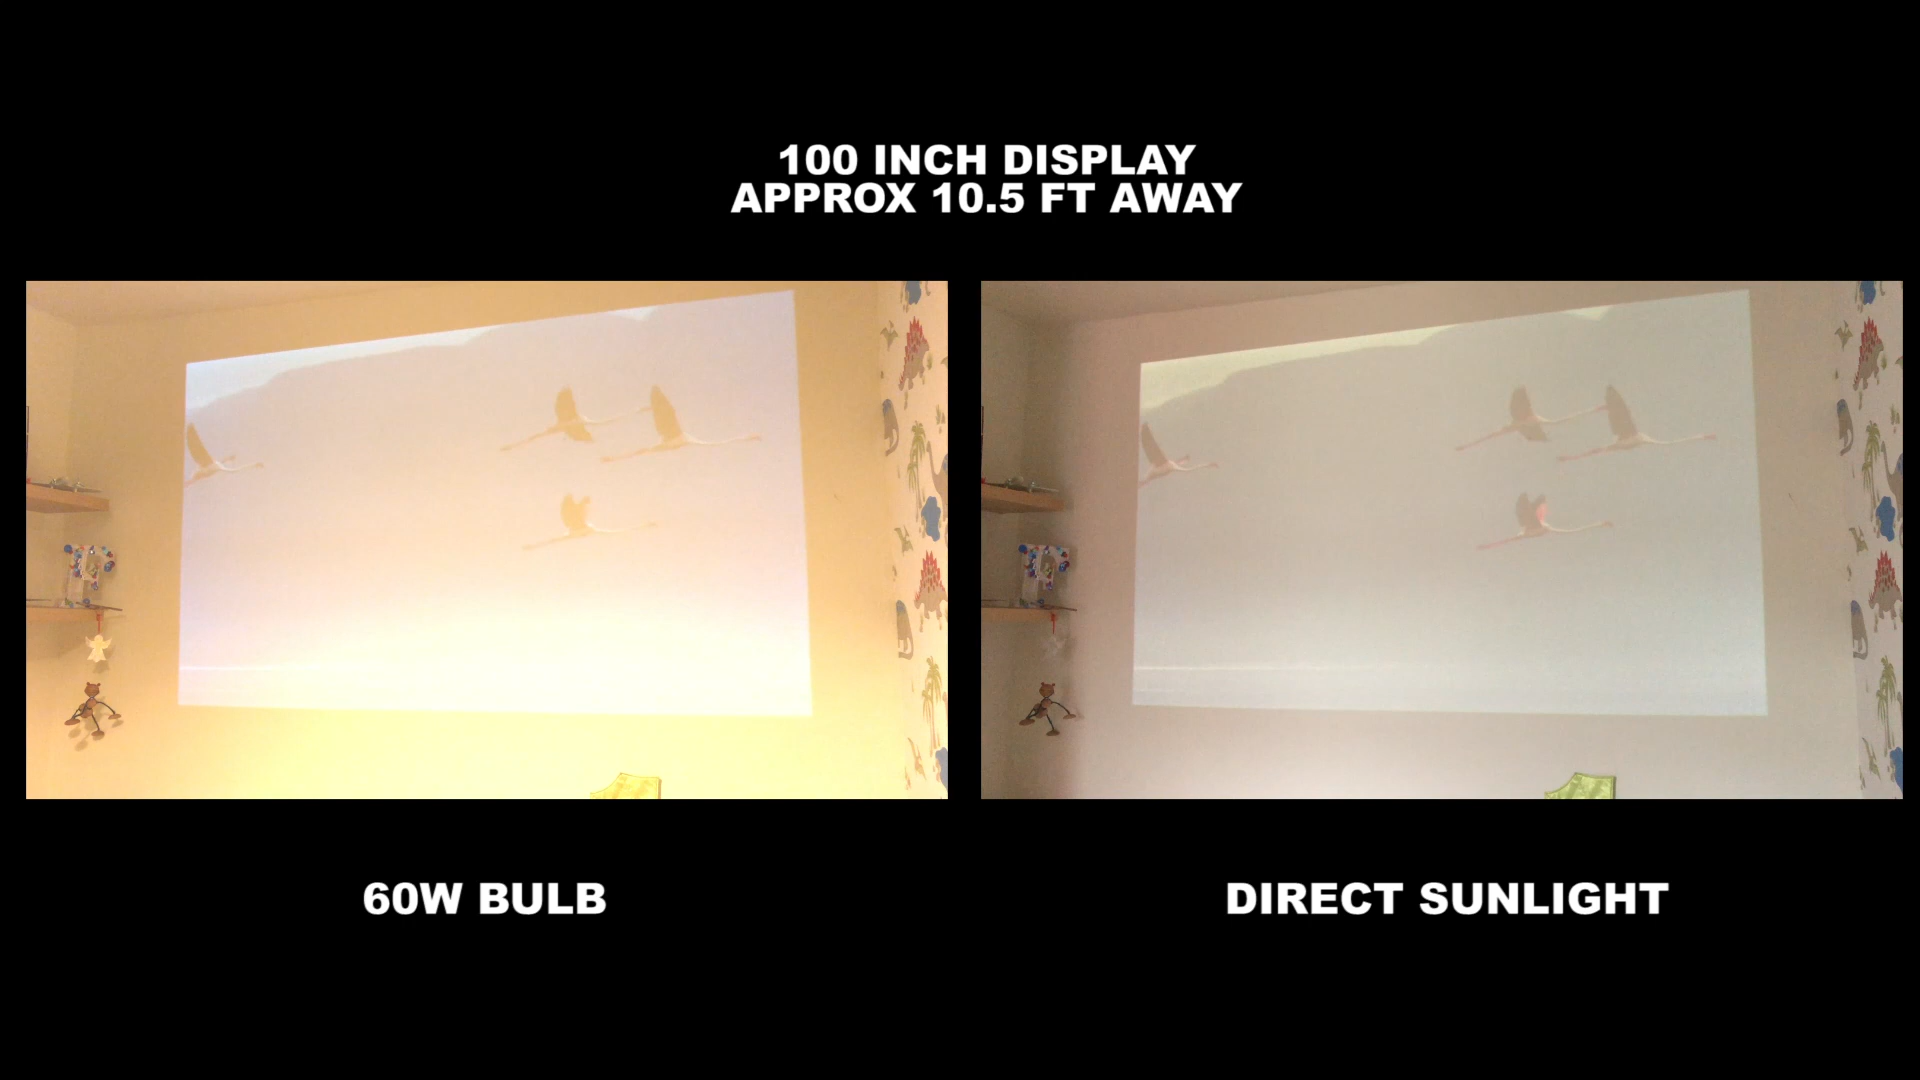 100 INCH DISPLAY
APPROX 10.5 FT AWAY
60W BULB
DIRECT SUNLIGHT